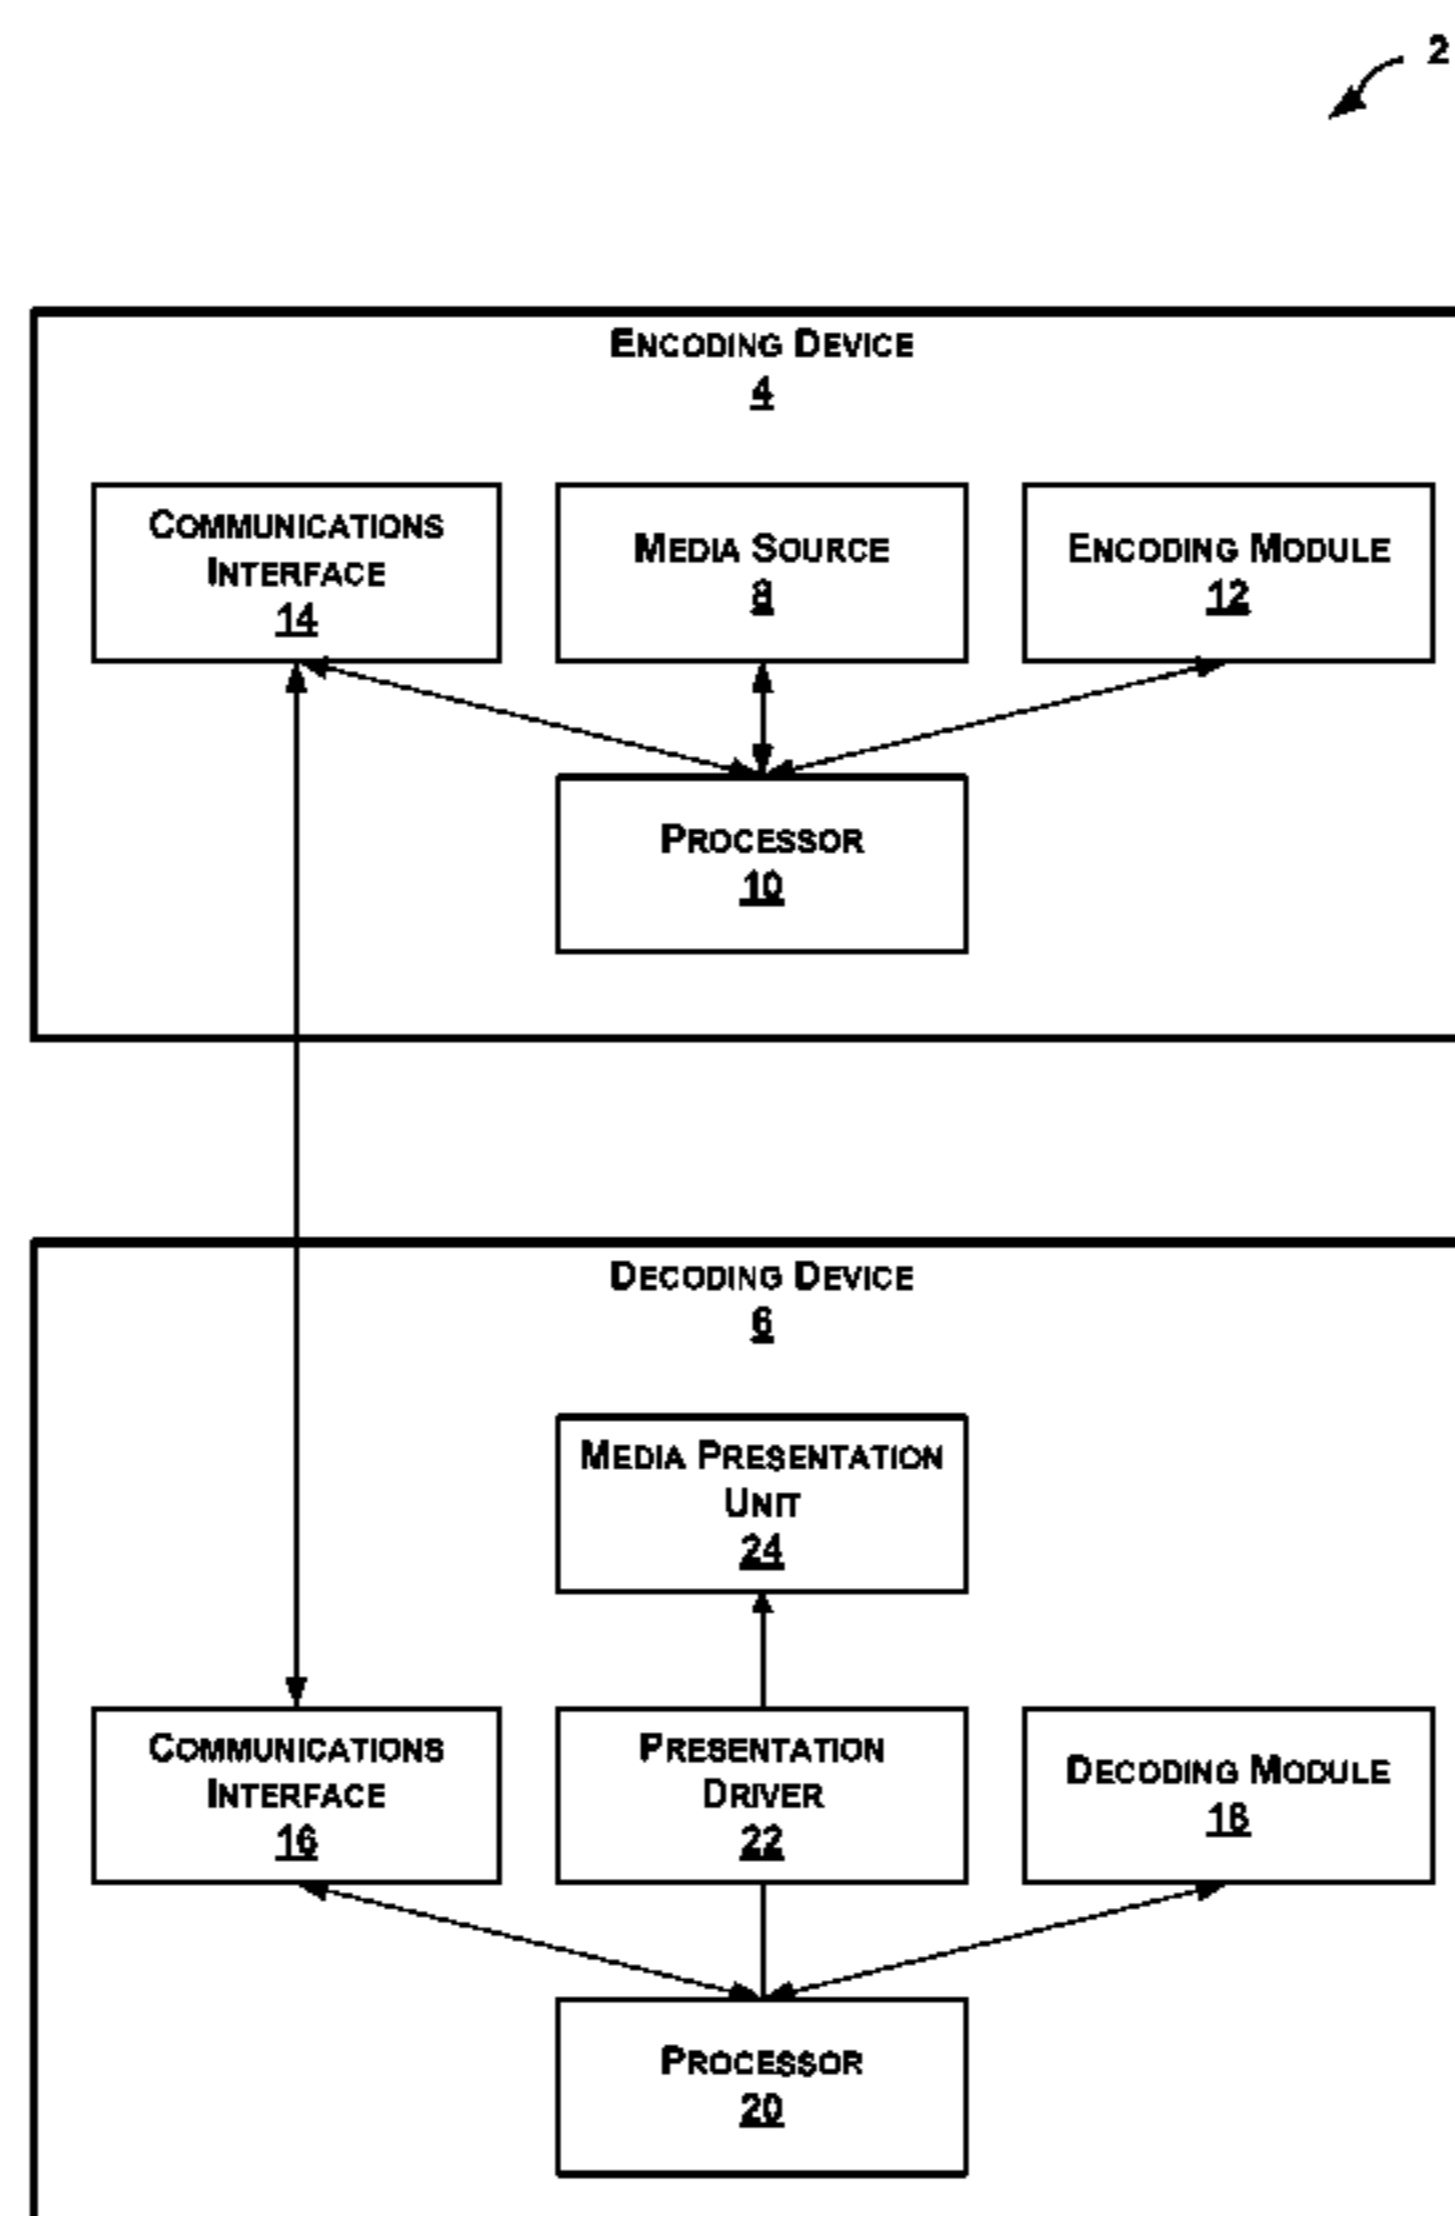 2
ENCODING DEVICE
4
COMMUNICATIONS
INTERFACE
14
MEDIA SOURCE
8
ENCODING MODULE
12
PROCESSOR
10
DECODING DEVICE
6
MEDIA PRESENTATION
UNIT
24
COMMUNICATIONS
INTERFACE
16
PRESENTATION
DRIVER
22
DECODING MODULE
18
PROCESSOR
20